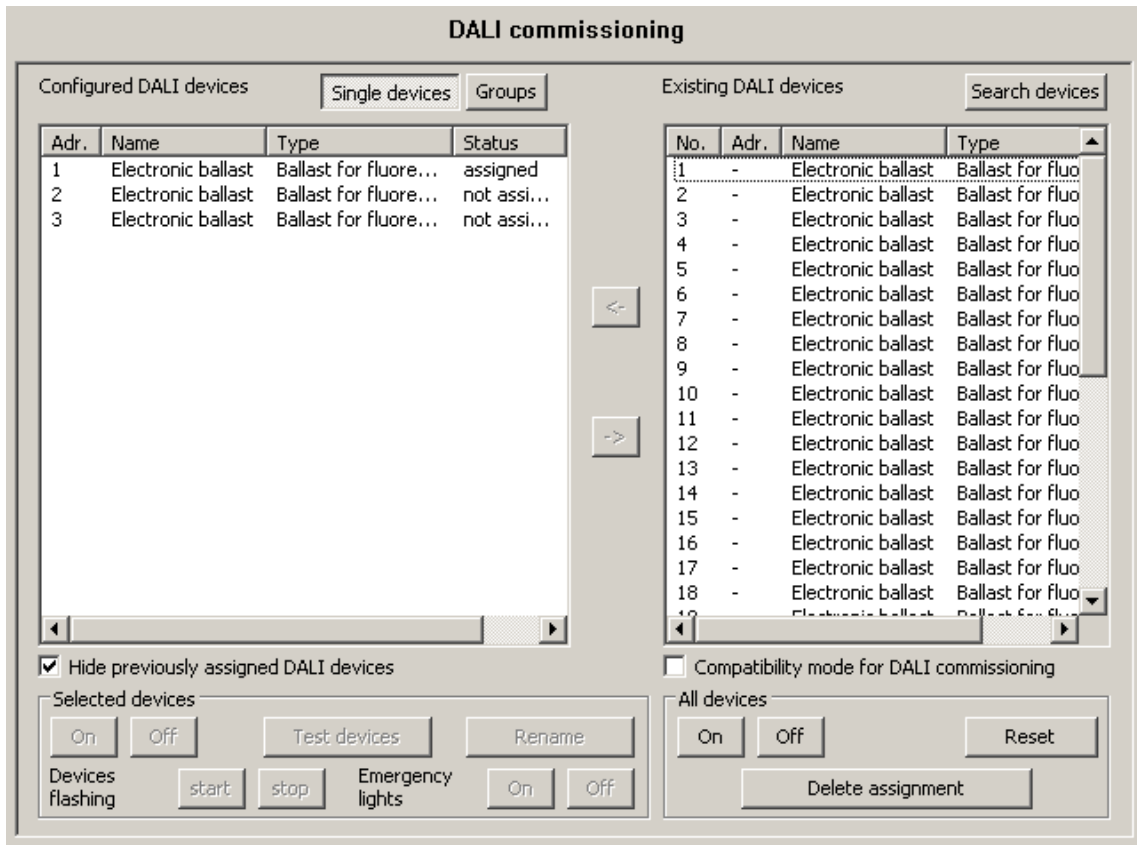 DALI commissioning
Configured DALI devices Single devices Groups Existing DALI devices Search devices
Adr. Name Type Status
1 Electronic ballast Ballast for fluore... assigned
2 Electronic ballast Ballast for fluore... not assi...
3 Electronic ballast Ballast for fluore... not assi...
No. Adr. Name Type
1 - Electronic ballast Ballast for fluo
2 - Electronic ballast Ballast for fluo
3 - Electronic ballast Ballast for fluo
4 - Electronic ballast Ballast for fluo
5 - Electronic ballast Ballast for fluo
6 - Electronic ballast Ballast for fluo
7 - Electronic ballast Ballast for fluo
8 - Electronic ballast Ballast for fluo
9 - Electronic ballast Ballast for fluo
10 - Electronic ballast Ballast for fluo
11 - Electronic ballast Ballast for fluo
12 - Electronic ballast Ballast for fluo
13 - Electronic ballast Ballast for fluo
14 - Electronic ballast Ballast for fluo
15 - Electronic ballast Ballast for fluo
16 - Electronic ballast Ballast for fluo
17 - Electronic ballast Ballast for fluo
18 - Electronic ballast Ballast for fluo
<-
->
Hide previously assigned DALI devices
Compatibility mode for DALI commissioning
Selected devices
On Off Test devices Rename
Devices flashing start stop Emergency lights On Off
All devices
On Off Reset
Delete assignment